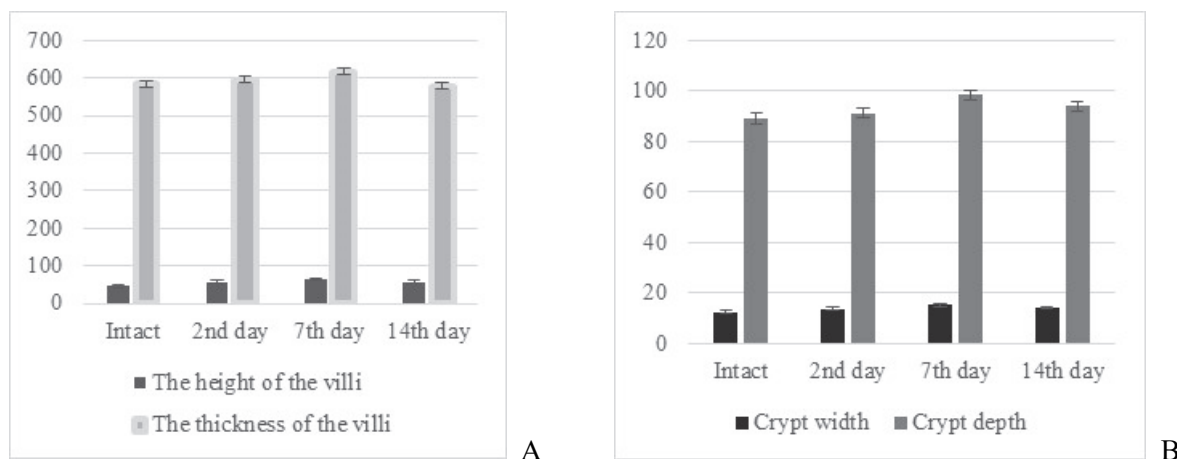 700
600
500
400
300
200
100
0
Intact 2nd day 7th day 14th day
The height of the villi
The thickness of the villi
A
120
100
80
60
40
20
0
Intact 2nd day 7th day 14th day
Crypt width Crypt depth
B